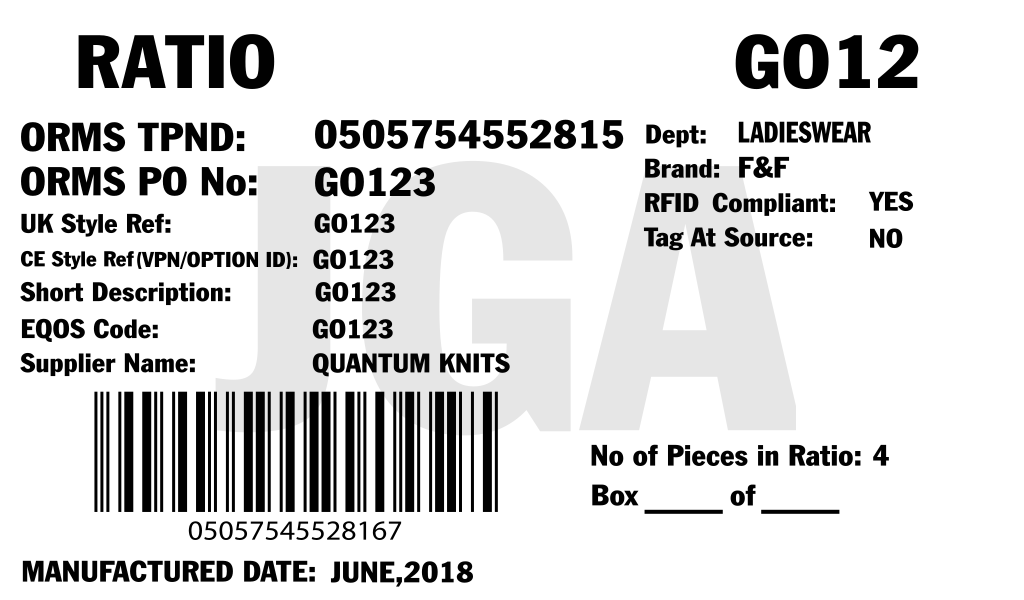 RATIO GO12
ORMS TPND: 0505754552815
ORMS PO No: GO123
UK Style Ref: GO123
CE Style Ref (VPN/OPTION ID): GO123
Short Description: GO123
EQOS Code: GO123
Supplier Name: QUANTUM KNITS
Dept: LADIESWEAR
Brand: F&F
RFID Compliant: YES
Tag At Source: NO
JGA
05057545528167
No of Pieces in Ratio: 4
Box ______ of ______
MANUFACTURED DATE: JUNE,2018